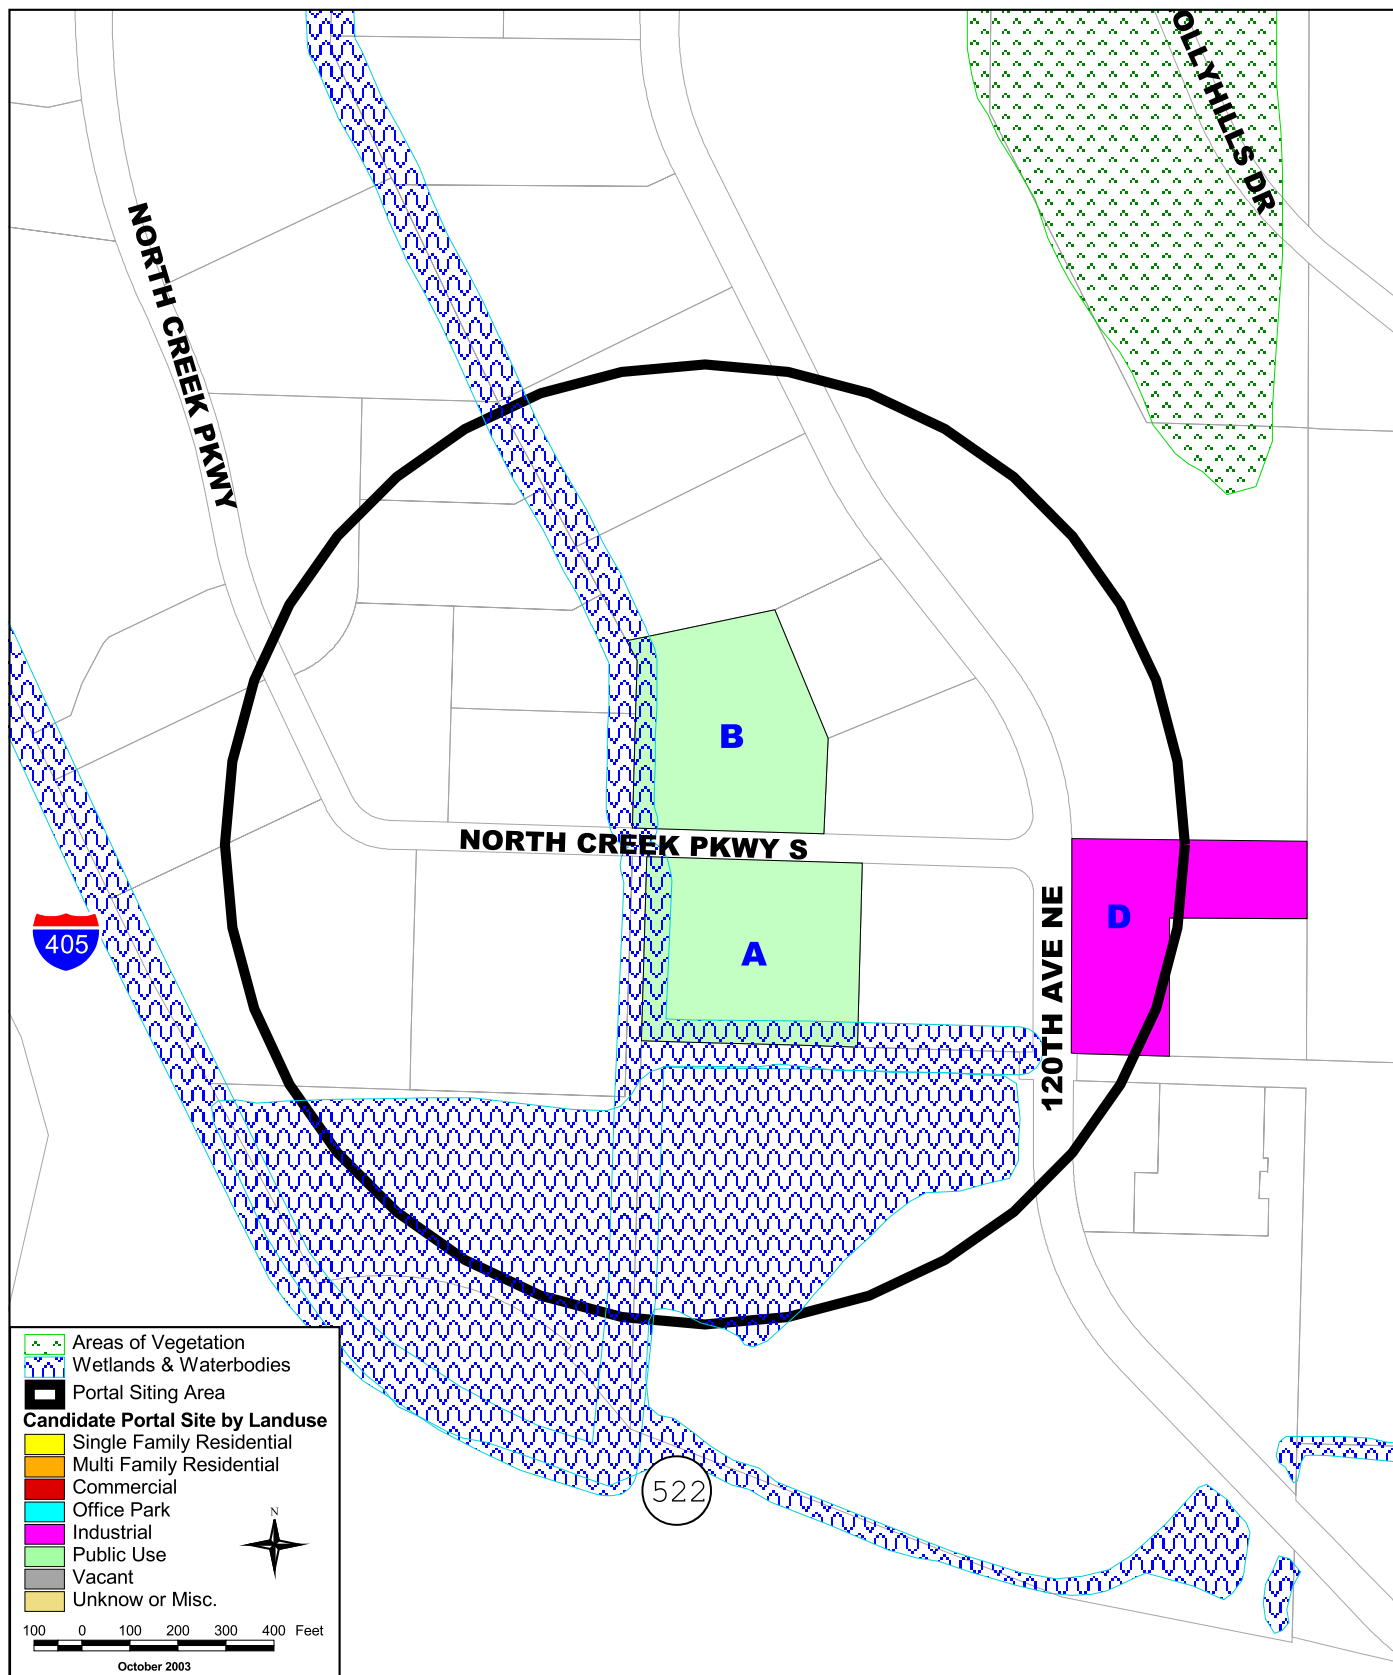 OLLYHILLS DR
NORTH CREEK PKWY
B
NORTH CREEK PKWY S
120TH AVE NE
D
A
405
522
Areas of Vegetation
Wetlands & Waterbodies
Portal Siting Area
Candidate Portal Site by Landuse
Single Family Residential
Multi Family Residential
Commercial
Office Park
Industrial
Public Use
Vacant
Unknow or Misc.
N
100 0 100 200 300 400 Feet
October 2003